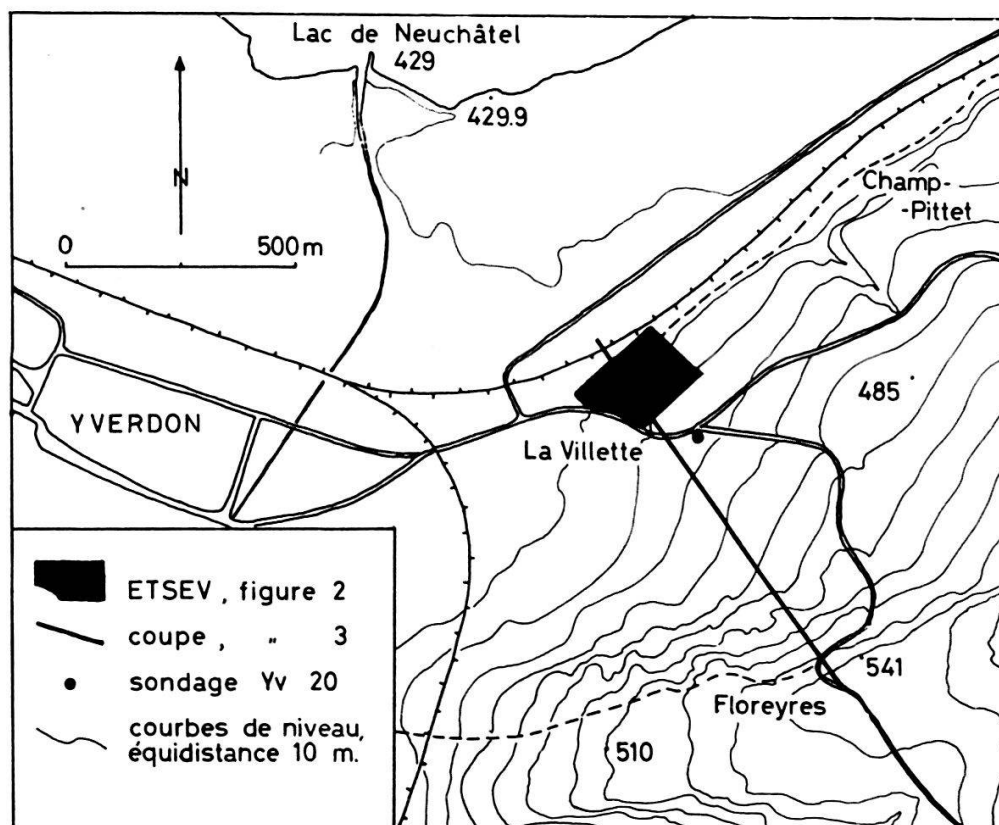 Lac de Neuchâtel
429
429.9
N
0 500 m
Champ-
-Pittet
485
YVERDON
La Villette
541
Floreyres
510
ETSEV, figure 2
coupe, " 3
sondage Yv 20
courbes de niveau,
équidistance 10 m.